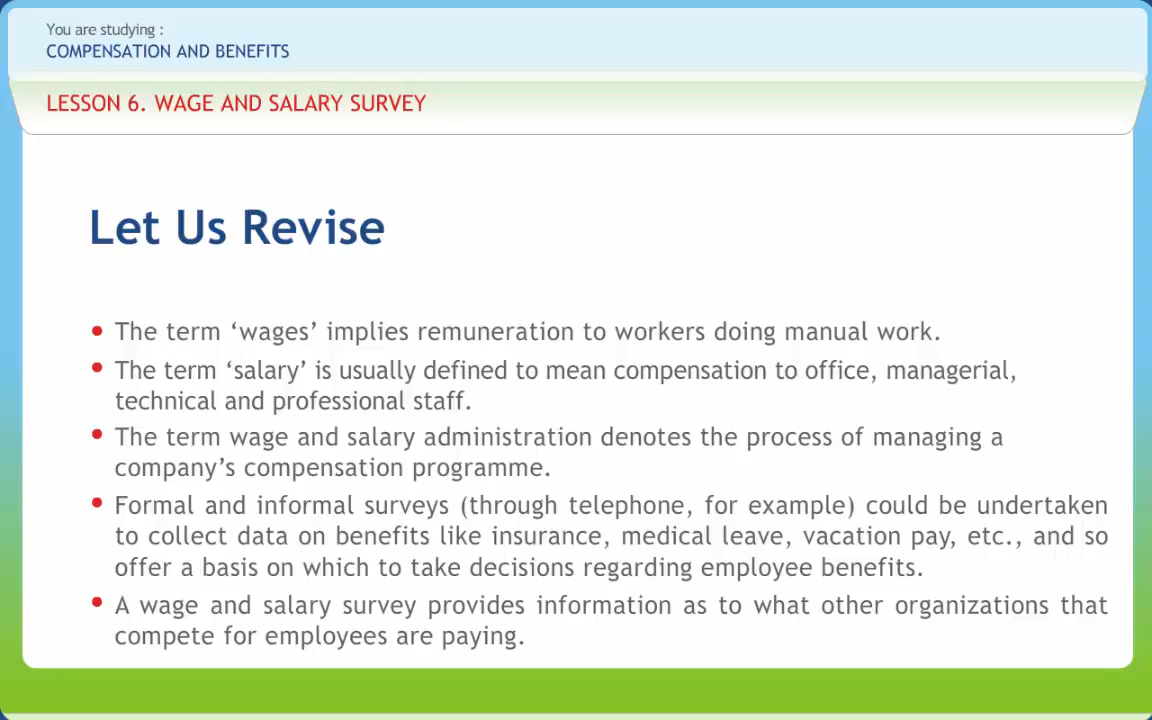 You are studying :
COMPENSATION AND BENEFITS
LESSON 6. WAGE AND SALARY SURVEY
Let Us Revise
• The term ‘wages’ implies remuneration to workers doing manual work.
• The term ‘salary’ is usually defined to mean compensation to office, managerial,
technical and professional staff.
• The term wage and salary administration denotes the process of managing a
company’s compensation programme.
• Formal and informal surveys (through telephone, for example) could be undertaken
to collect data on benefits like insurance, medical leave, vacation pay, etc., and so
offer a basis on which to take decisions regarding employee benefits.
• A wage and salary survey provides information as to what other organizations that
compete for employees are paying.